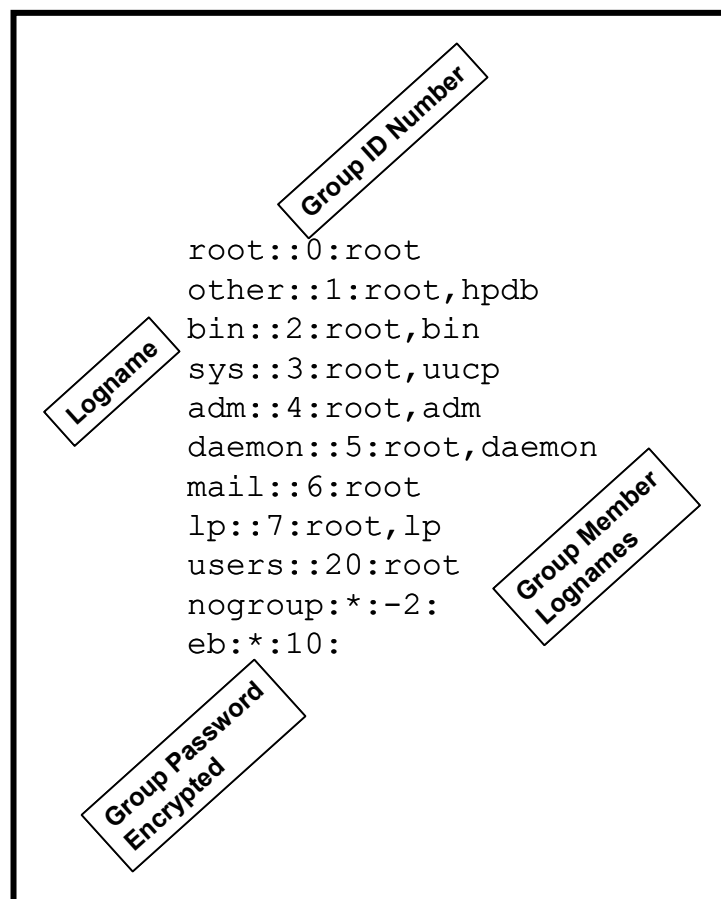 Group ID Number
root::0:root
other::1:root,hpdb
bin::2:root,bin
Logname
sys::3:root,uucp
adm::4:root,adm
daemon::5:root,daemon
mail::6:root
lp::7:root,lp
Group Member
Lognames
users::20:root
nogroup:*:-2:
eb:*:10:
Group Password
Encrypted